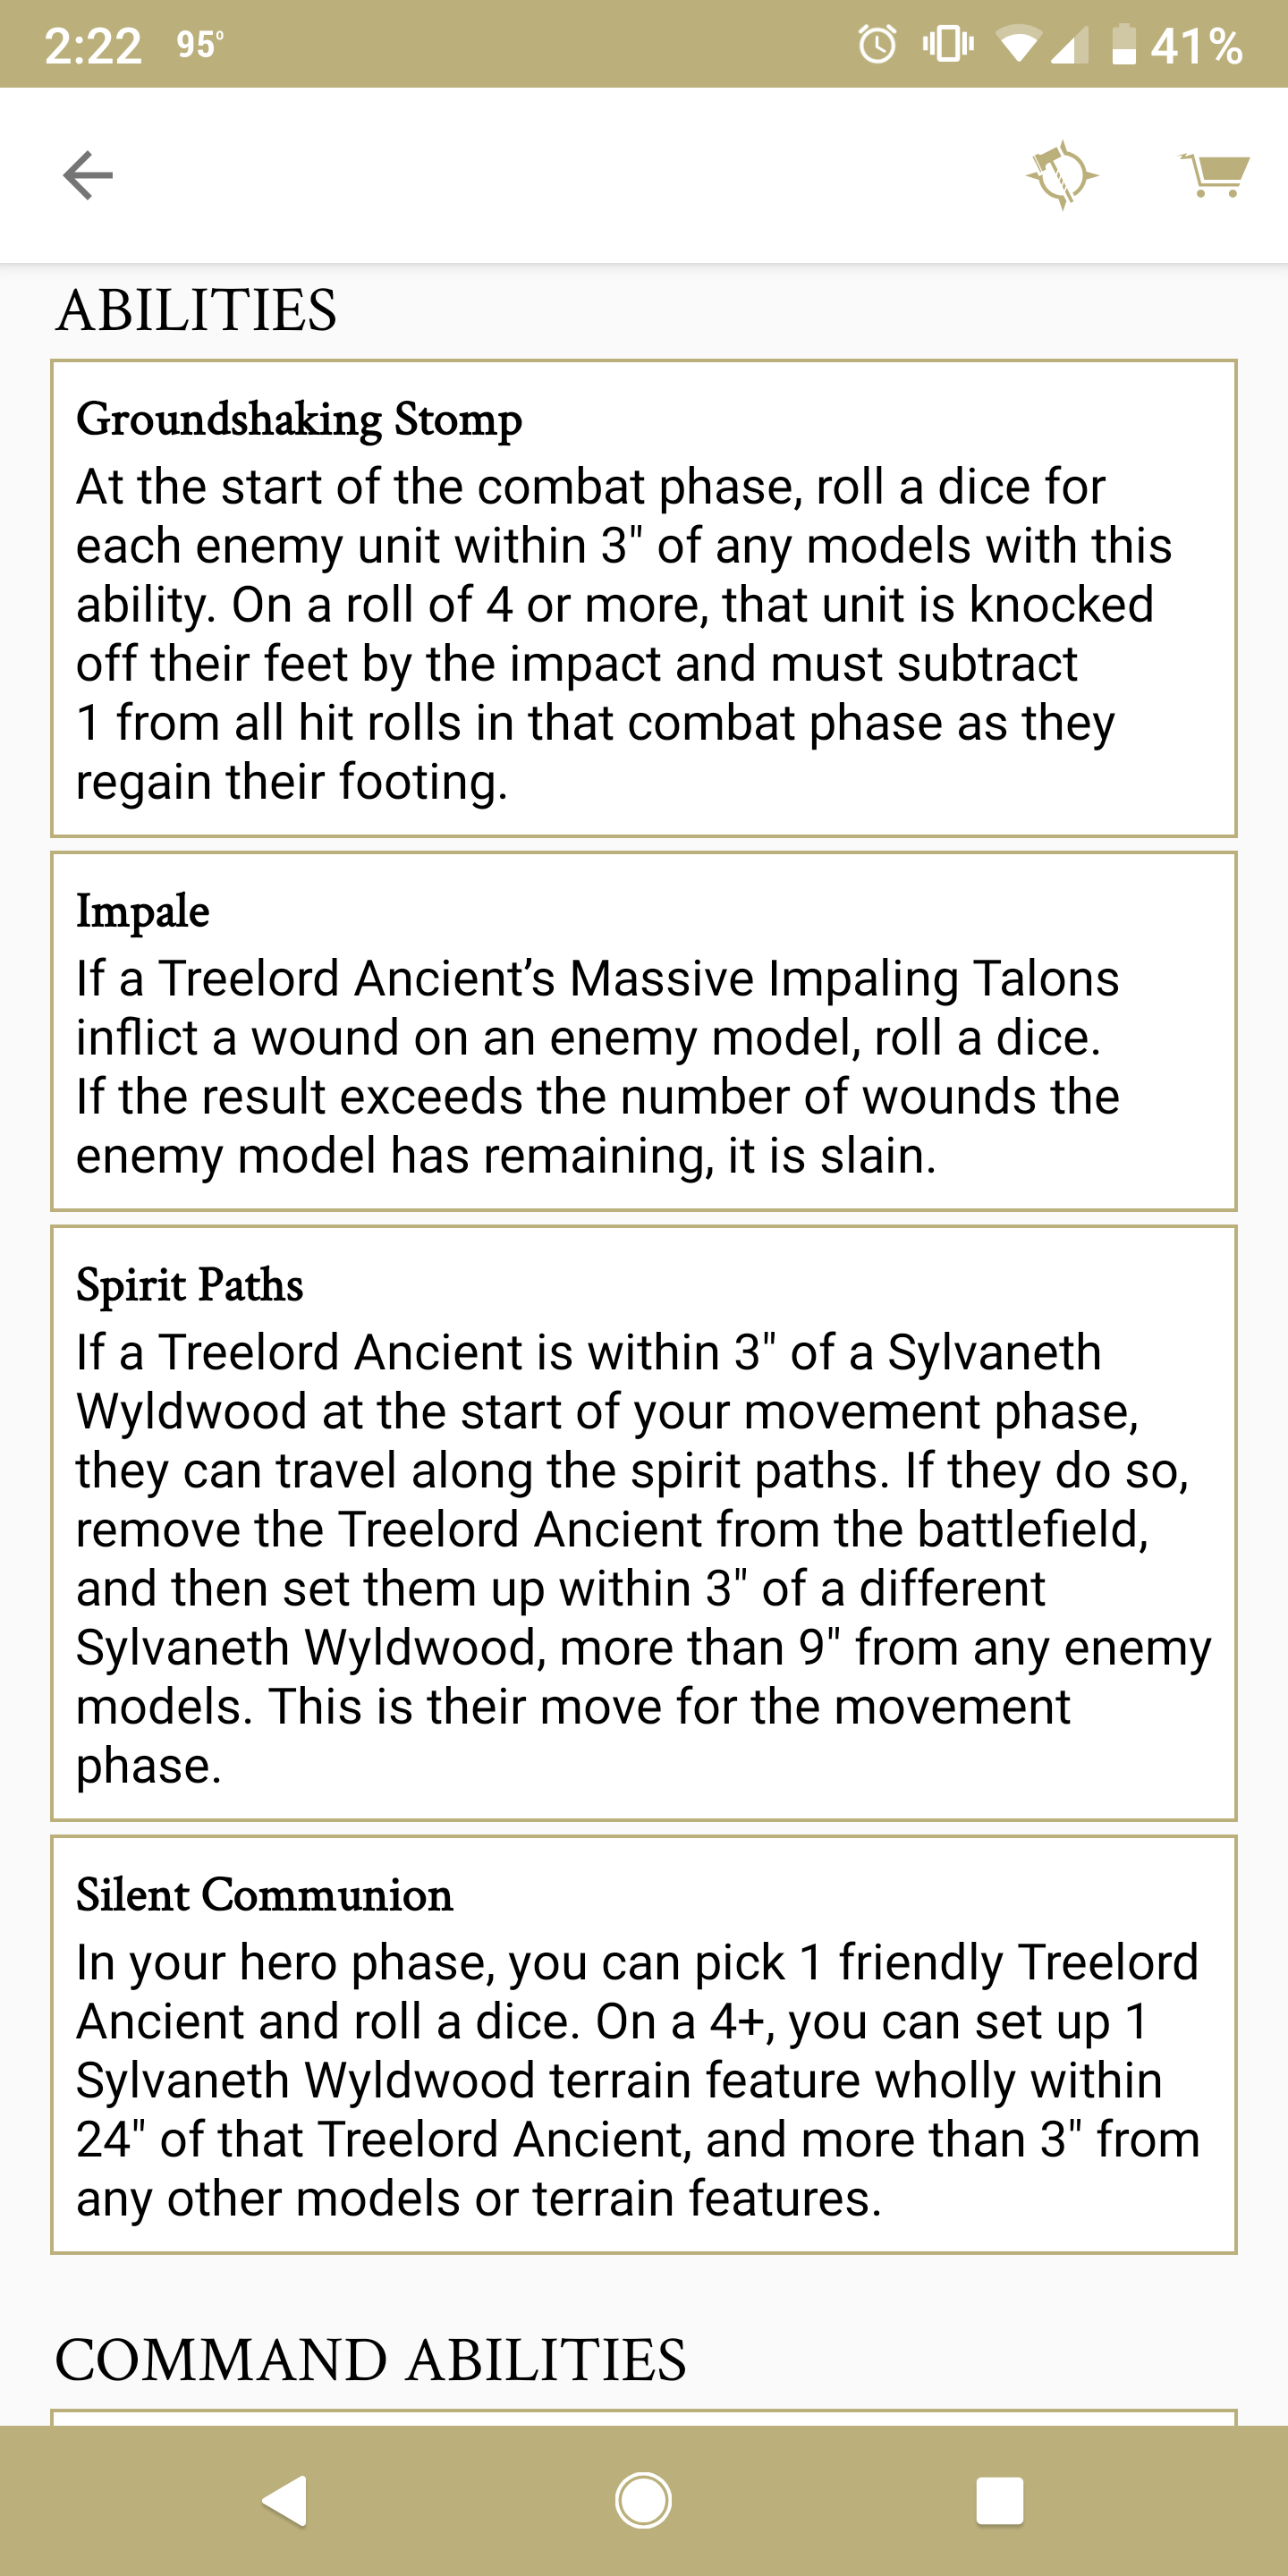 2:22 95° 41%
ABILITIES
Groundshaking Stomp
At the start of the combat phase, roll a dice for
each enemy unit within 3" of any models with this
ability. On a roll of 4 or more, that unit is knocked
off their feet by the impact and must subtract
1 from all hit rolls in that combat phase as they
regain their footing.
Impale
If a Treelord Ancient’s Massive Impaling Talons
inflict a wound on an enemy model, roll a dice.
If the result exceeds the number of wounds the
enemy model has remaining, it is slain.
Spirit Paths
If a Treelord Ancient is within 3" of a Sylvaneth
Wyldwood at the start of your movement phase,
they can travel along the spirit paths. If they do so,
remove the Treelord Ancient from the battlefield,
and then set them up within 3" of a different
Sylvaneth Wyldwood, more than 9" from any enemy
models. This is their move for the movement
phase.
Silent Communion
In your hero phase, you can pick 1 friendly Treelord
Ancient and roll a dice. On a 4+, you can set up 1
Sylvaneth Wyldwood terrain feature wholly within
24" of that Treelord Ancient, and more than 3" from
any other models or terrain features.
COMMAND ABILITIES